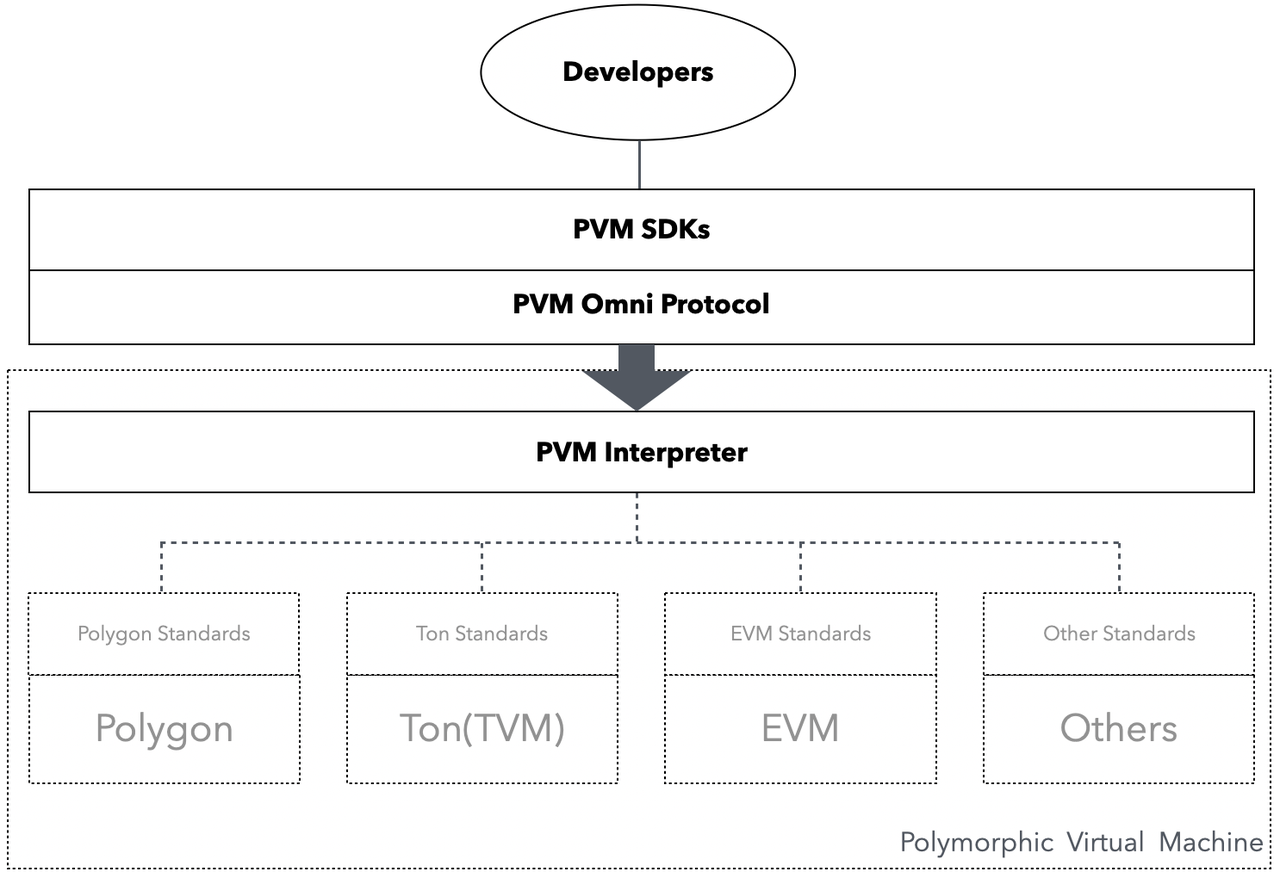 Developers
PVM SDKs
PVM Omni Protocol
PVM Interpreter
Polygon Standards
Ton Standards
EVM Standards
Other Standards
Polygon
Ton(TVM)
EVM
Others
Polymorphic Virtual Machine